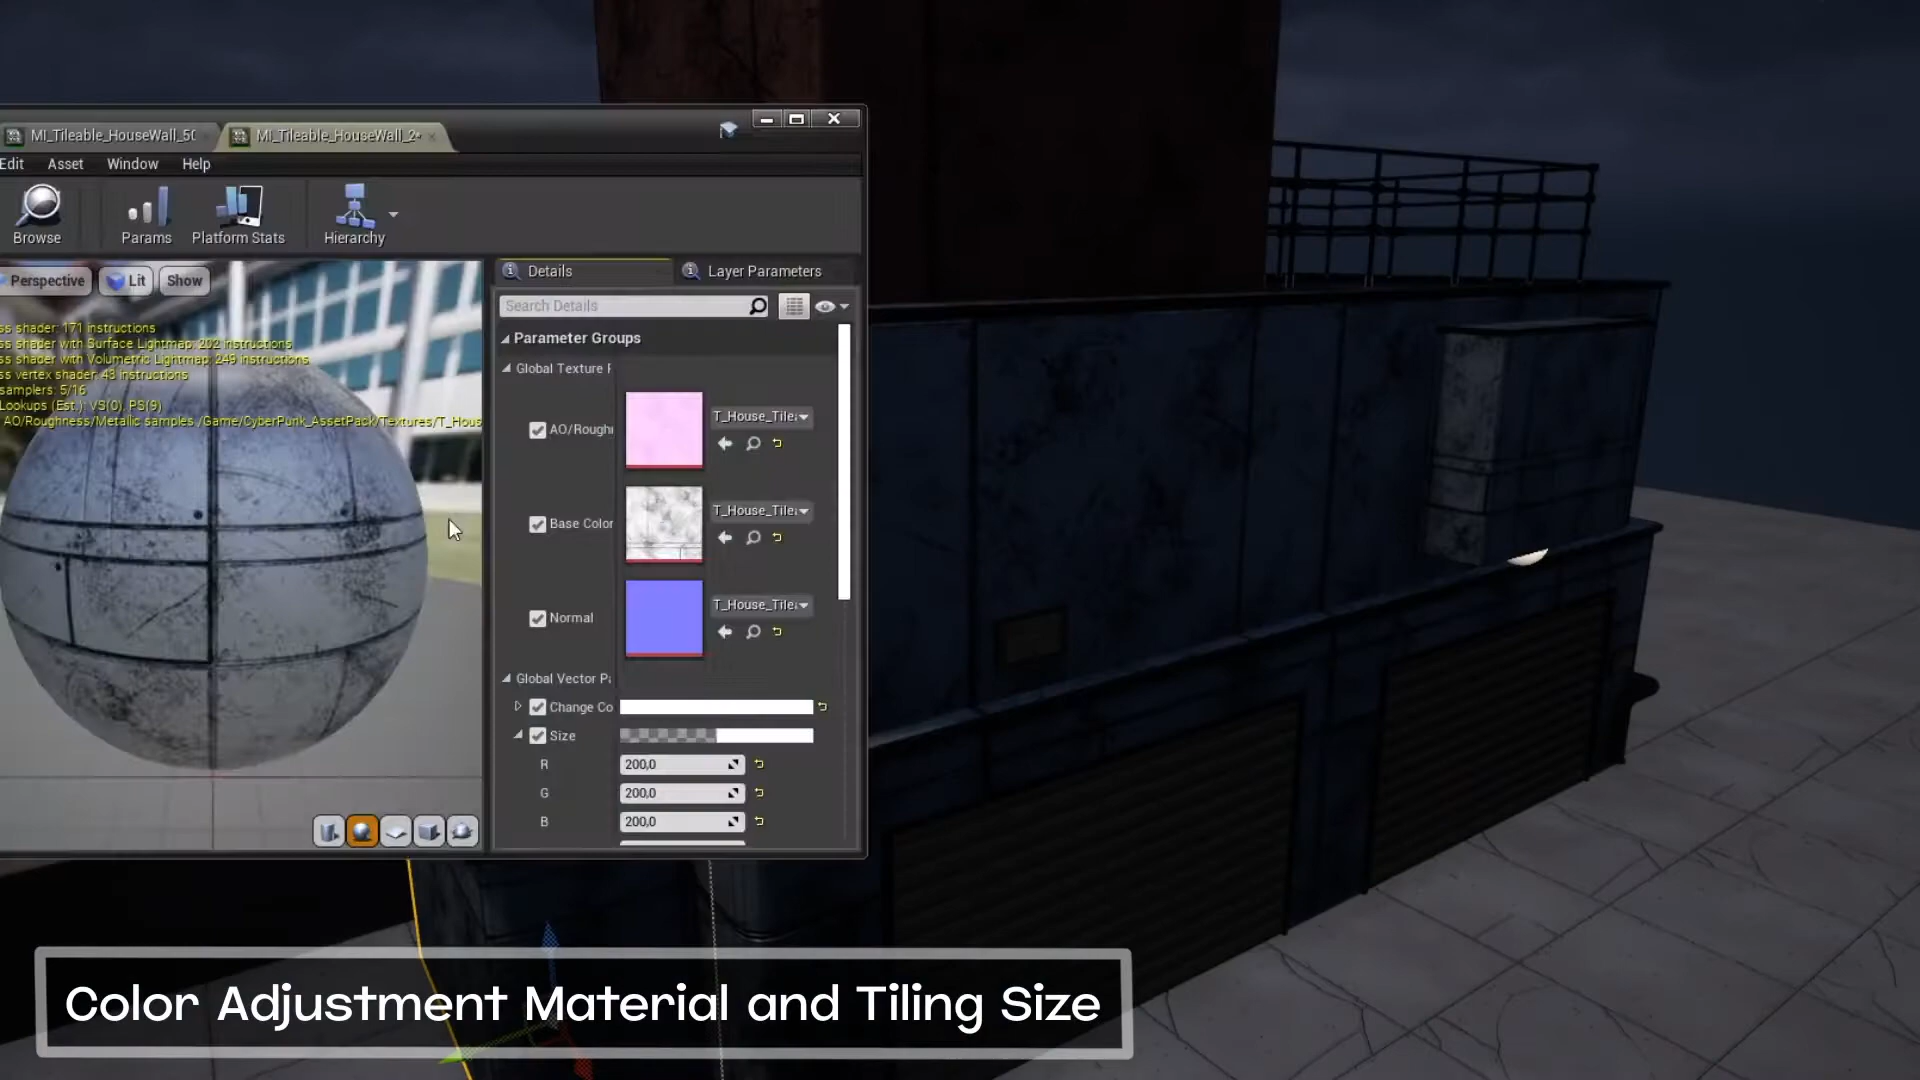 MI_Tileable_HouseWall_50
MI_Tileable_HouseWall_2*
Edit Asset Window Help
Browse
Params
Platform Stats
Hierarchy
Perspective
Lit
Show
Details
Layer Parameters
Search Details
ss shader: 171 instructions
ss shader with Surface Lightmap: 202 instructions
ss shader with Volumetric Lightmap: 249 instructions
ss vertex shader: 43 instructions
samplers: 5/16
Lookups (Est.): VS(0), PS(9)
AO/Roughness/Metallic samples /Game/CyberPunk_AssetPack/Textures/T_Hous
Parameter Groups
Global Texture
AO/Rough
T_House_Tile
Base Color
T_House_Tile
Normal
T_House_Tile
Global Vector Pa
Change Co
Size
R 200,0
G 200,0
B 200,0
Color Adjustment Material and Tiling Size